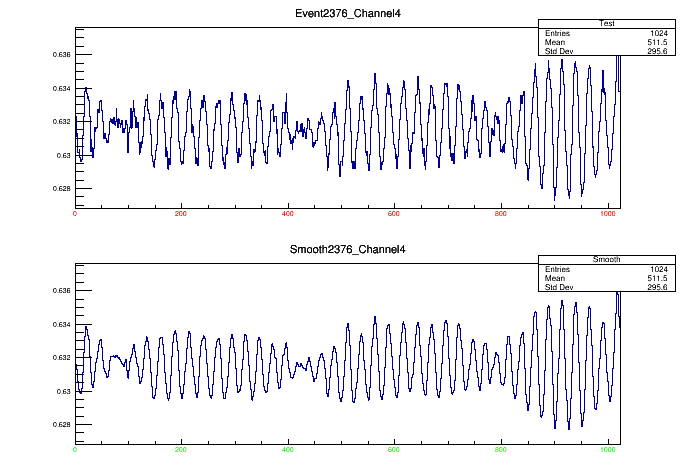 Event2376_Channel4
Test
Entries 1024
Mean 511.5
Std Dev 295.6
0.636
0.634
0.632
0.63
0.628
0 200 400 600 800 1000
Smooth2376_Channel4
Smooth
Entries 1024
Mean 511.5
Std Dev 295.6
0.636
0.634
0.632
0.63
0.628
0 200 400 600 800 1000